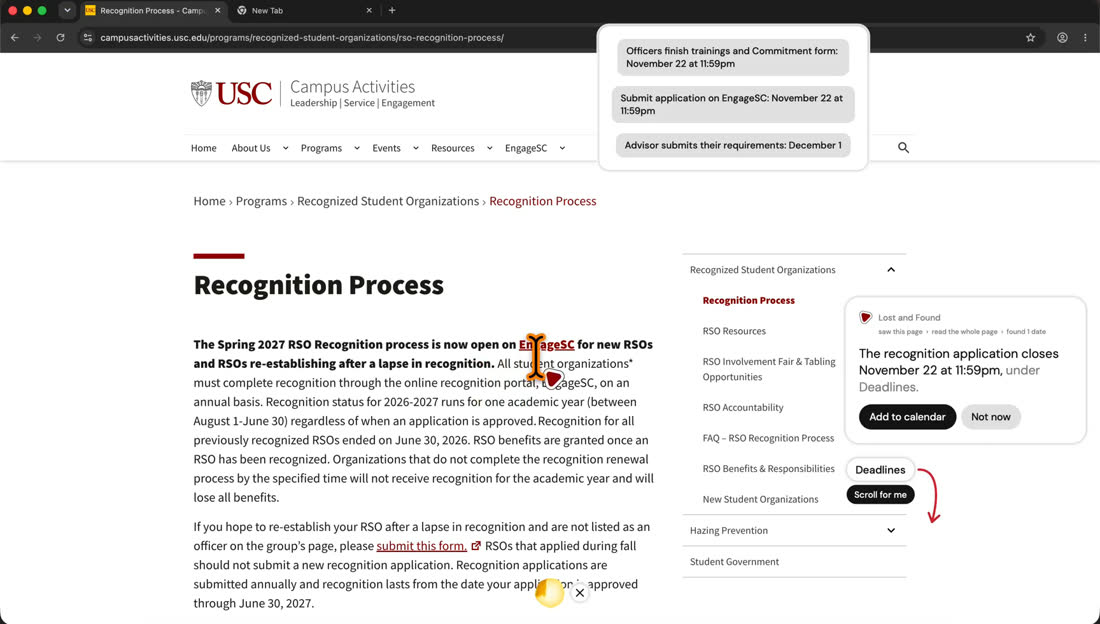 Recognition Process - Campu
New Tab
campusactivities.usc.edu/programs/recognized-student-organizations/rso-recognition-process/
Officers finish trainings and Commitment form:
November 22 at 11:59pm
Submit application on EngageSC: November 22 at
11:59pm
Advisor submits their requirements: December 1
USC
Campus Activities
Leadership | Service | Engagement
Home About Us Programs Events Resources EngageSC
Home › Programs › Recognized Student Organizations › Recognition Process
Recognition Process
The Spring 2027 RSO Recognition process is now open on EngageSC for new RSOs
and RSOs re-establishing after a lapse in recognition. All student organizations*
must complete recognition through the online recognition portal, EngageSC, on an
annual basis. Recognition status for 2026-2027 runs for one academic year (between
August 1-June 30) regardless of when an application is approved. Recognition for all
previously recognized RSOs ended on June 30, 2026. RSO benefits are granted once an
RSO has been recognized. Organizations that do not complete the recognition renewal
process by the specified time will not receive recognition for the academic year and will
lose all benefits.
If you hope to re-establish your RSO after a lapse in recognition and are not listed as an
officer on the group's page, please submit this form. RSOs that applied during fall
should not submit a new recognition application. Recognition applications are
submitted annually and recognition lasts from the date your application is approved
through June 30, 2027.
Recognized Student Organizations
Recognition Process
RSO Resources
RSO Involvement Fair & Tabling
Opportunities
RSO Accountability
FAQ – RSO Recognition Process
RSO Benefits & Responsibilities
New Student Organizations
Hazing Prevention
Student Government
Lost and Found
saw this page · read the whole page · found 1 date
The recognition application closes
November 22 at 11:59pm, under
Deadlines.
Add to calendar
Not now
Deadlines
Scroll for me